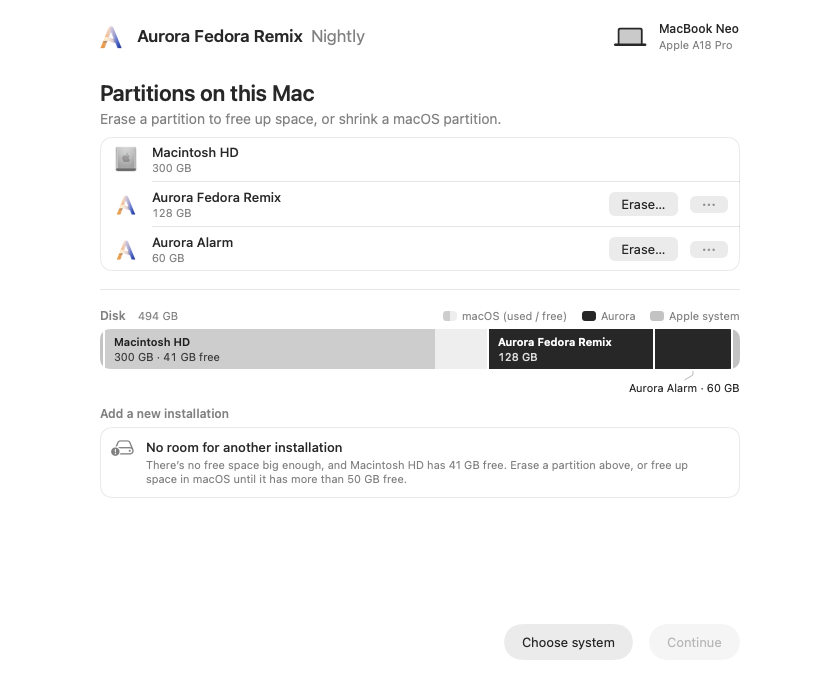 Aurora Fedora Remix Nightly
MacBook Neo
Apple A18 Pro
Partitions on this Mac
Erase a partition to free up space, or shrink a macOS partition.
Macintosh HD
300 GB
Aurora Fedora Remix
128 GB
Erase...
...
Aurora Alarm
60 GB
Erase...
...
Disk 494 GB
macOS (used / free)
Aurora
Apple system
Macintosh HD
300 GB · 41 GB free
Aurora Fedora Remix
128 GB
Aurora Alarm · 60 GB
Add a new installation
No room for another installation
There's no free space big enough, and Macintosh HD has 41 GB free. Erase a partition above, or free up
space in macOS until it has more than 50 GB free.
Choose system
Continue